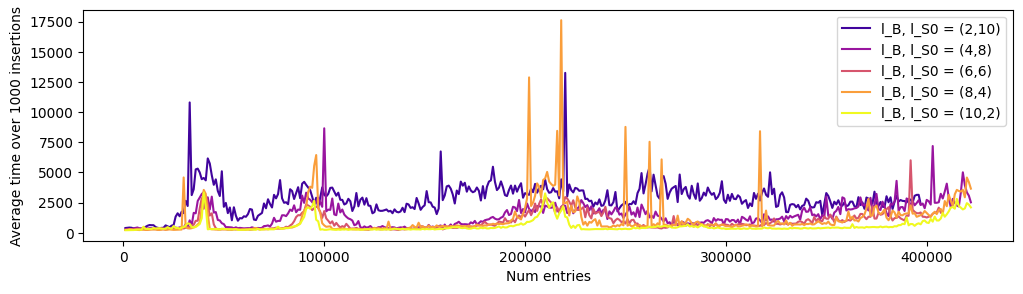 Average time over 1000 insertions
17500
15000
12500
10000
7500
5000
2500
0
l_B, l_S0 = (2,10)
l_B, l_S0 = (4,8)
l_B, l_S0 = (6,6)
l_B, l_S0 = (8,4)
l_B, l_S0 = (10,2)
0
100000
200000
300000
400000
Num entries